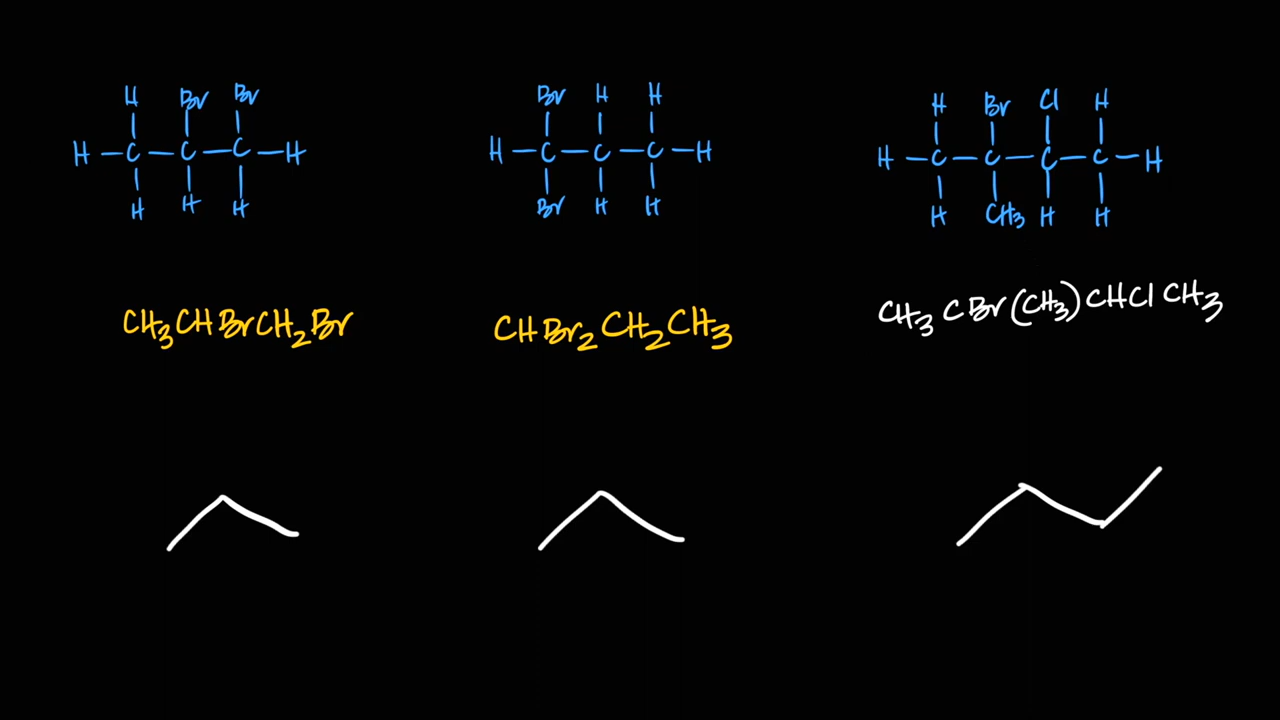 H Br Br
H – C – C – C – H
H H H
Br H H
H – C – C – C – H
Br H H
H Br Cl H
H – C – C – C – C – H
H CH3 H H
CH3CHBrCH2Br
CHBr2CH2CH3
CH3CBr(CH3)CHClCH3